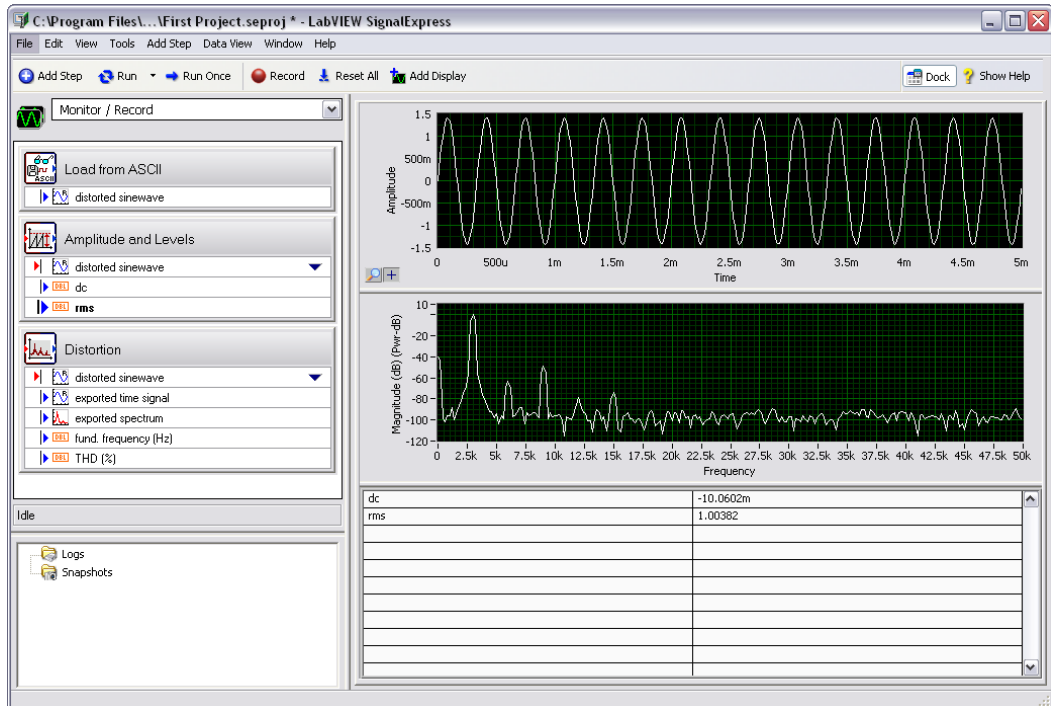 C:\Program Files\...\First Project.seproj * - LabVIEW SignalExpress
File Edit View Tools Add Step Data View Window Help
Add Step Run Run Once Record Reset All Add Display Dock Show Help
Monitor / Record
ASCII
Load from ASCII
distorted sinewave
Amplitude and Levels
distorted sinewave
DBL dc
DBL rms
Distortion
distorted sinewave
exported time signal
exported spectrum
DBL fund. frequency (Hz)
DBL THD (%)
Idle
Logs
Snapshots
Amplitude
1.5
1
500m
0
-500m
-1
-1.5
0 500u 1m 1.5m 2m 2.5m 3m 3.5m 4m 4.5m 5m
Time
Magnitude (dB) (Pwr-dB)
10
-20
-40
-60
-80
-100
-120
0 2.5k 5k 7.5k 10k 12.5k 15k 17.5k 20k 22.5k 25k 27.5k 30k 32.5k 35k 37.5k 40k 42.5k 45k 47.5k 50k
Frequency
dc -10.0602m
rms 1.00382